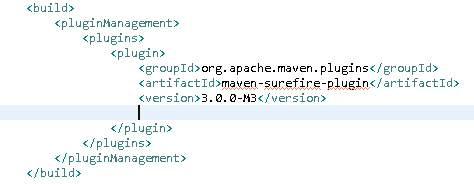 <build>
<pluginManagement>
<plugins>
<plugin>
<groupId>org.apache.maven.plugins</groupId>
<artifactId>maven-surefire-plugin</artifactId>
<version>3.0.0-M3</version>
</plugin>
</plugins>
</pluginManagement>
</build>